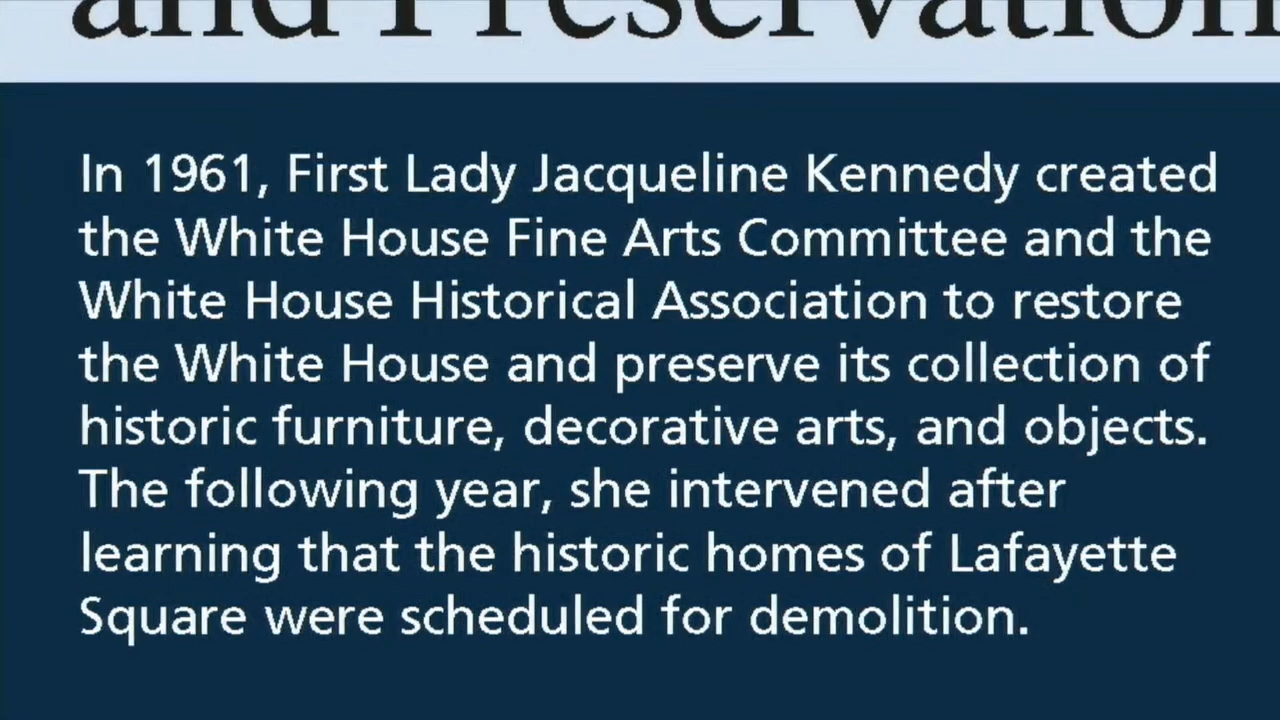 and Preservation
In 1961, First Lady Jacqueline Kennedy created
the White House Fine Arts Committee and the
White House Historical Association to restore
the White House and preserve its collection of
historic furniture, decorative arts, and objects.
The following year, she intervened after
learning that the historic homes of Lafayette
Square were scheduled for demolition.